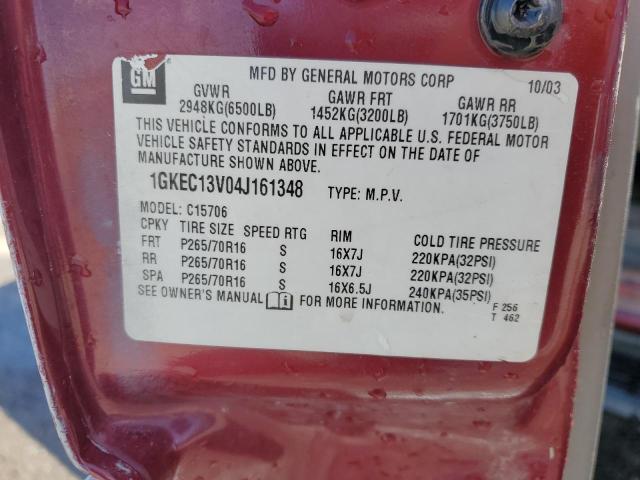 GM
MFD BY GENERAL MOTORS CORP 10/03
GVWR GAWR FRT GAWR RR
2948KG(6500LB) 1452KG(3200LB) 1701KG(3750LB)
THIS VEHICLE CONFORMS TO ALL APPLICABLE U.S. FEDERAL MOTOR
VEHICLE SAFETY STANDARDS IN EFFECT ON THE DATE OF
MANUFACTURE SHOWN ABOVE.
1GKEC13V04J161348 TYPE: M.P.V.
MODEL: C15706
CPKY TIRE SIZE SPEED RTG RIM COLD TIRE PRESSURE
FRT P265/70R16 S 16X7J 220KPA(32PSI)
RR P265/70R16 S 16X7J 220KPA(32PSI)
SPA P265/70R16 S 16X6.5J 240KPA(35PSI)
SEE OWNER'S MANUAL i FOR MORE INFORMATION. F 256
T 462